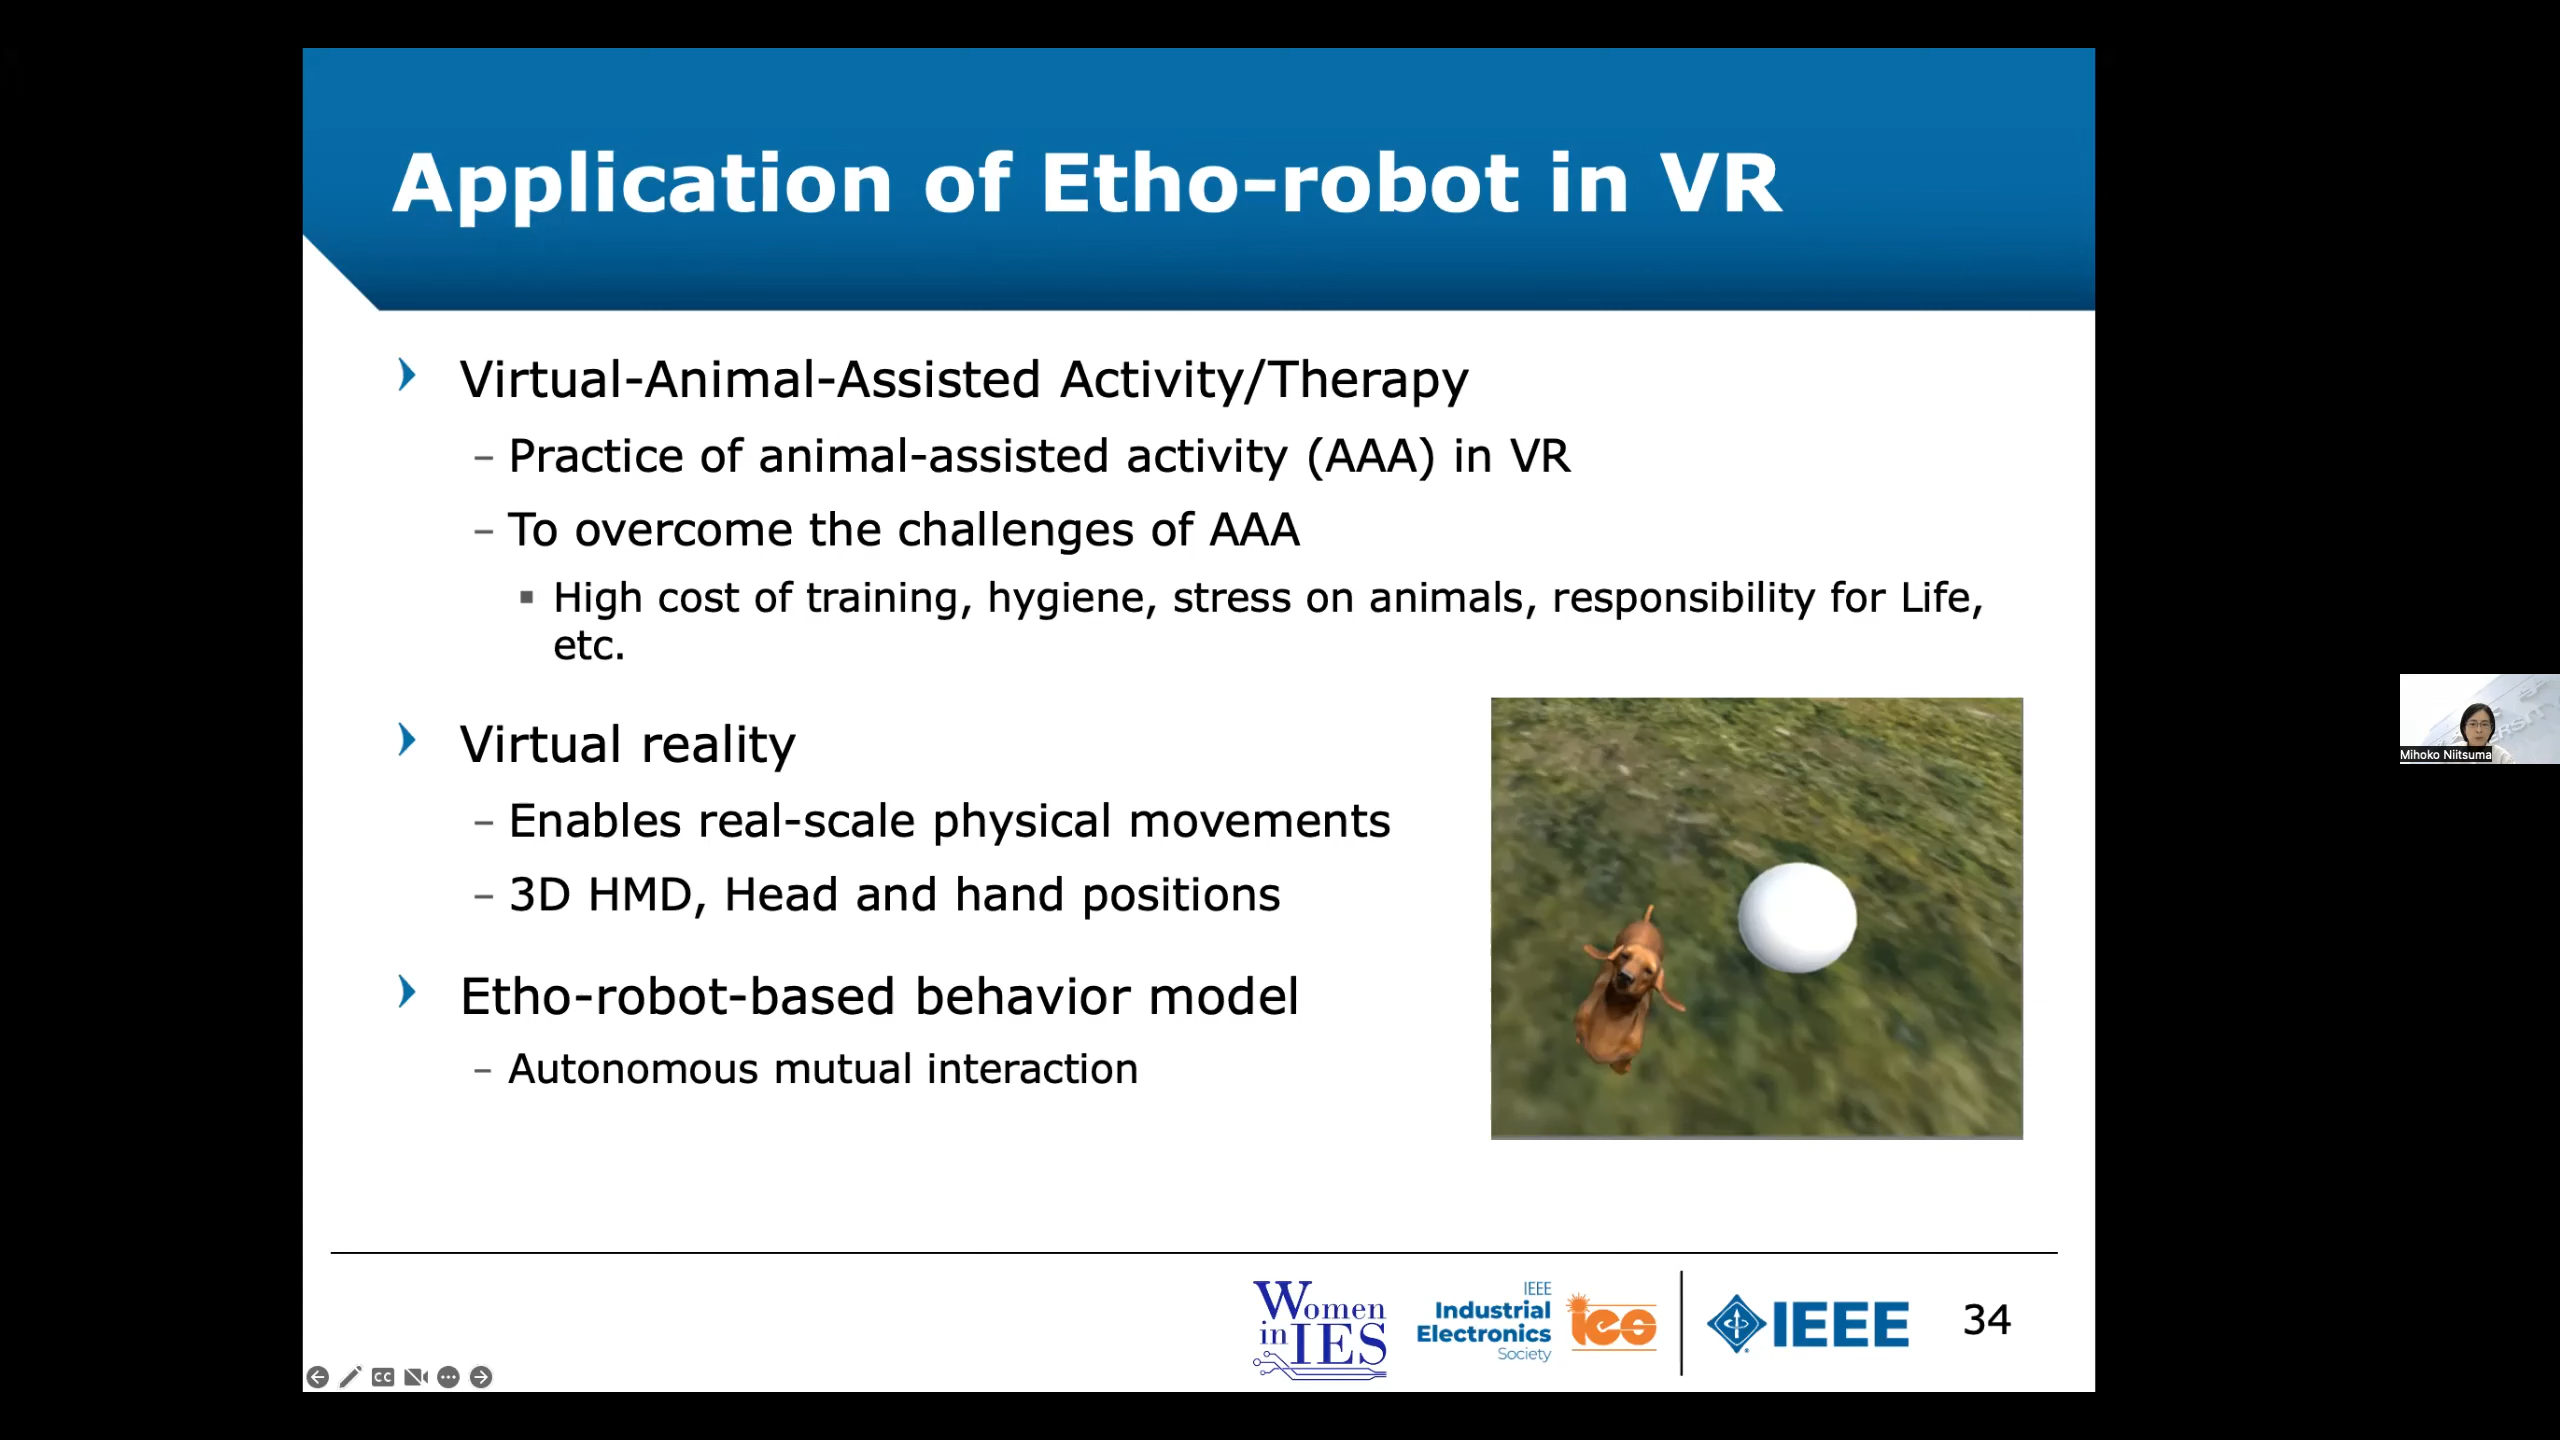 Application of Etho-robot in VR
Virtual-Animal-Assisted Activity/Therapy
– Practice of animal-assisted activity (AAA) in VR
– To overcome the challenges of AAA
▪ High cost of training, hygiene, stress on animals, responsibility for Life,
etc.
Virtual reality
– Enables real-scale physical movements
– 3D HMD, Head and hand positions
Etho-robot-based behavior model
– Autonomous mutual interaction
Mihoko Niitsuma
Women
in IES
IEEE
Industrial
Electronics
Society
ies
IEEE
34
CC